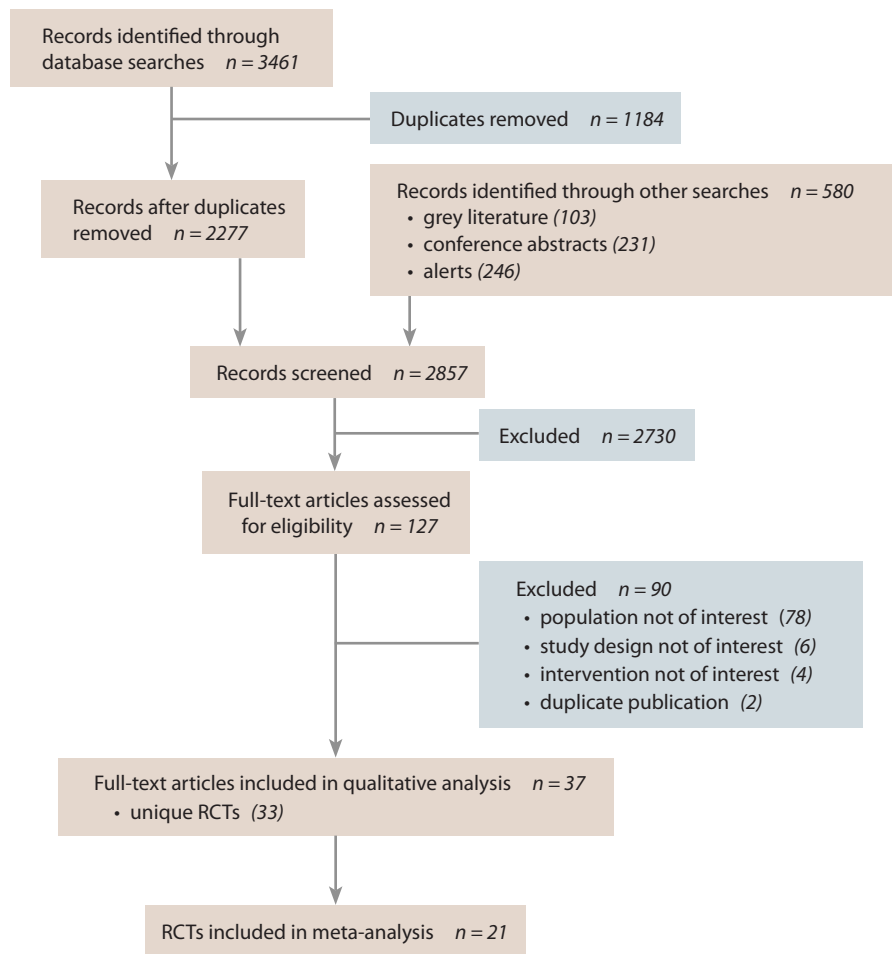 Records identified through
database searches n = 3461
Duplicates removed n = 1184
Records after duplicates
removed n = 2277
Records identified through other searches n = 580
• grey literature (103)
• conference abstracts (231)
• alerts (246)
Records screened n = 2857
Excluded n = 2730
Full-text articles assessed
for eligibility n = 127
Excluded n = 90
• population not of interest (78)
• study design not of interest (6)
• intervention not of interest (4)
• duplicate publication (2)
Full-text articles included in qualitative analysis n = 37
• unique RCTs (33)
RCTs included in meta-analysis n = 21